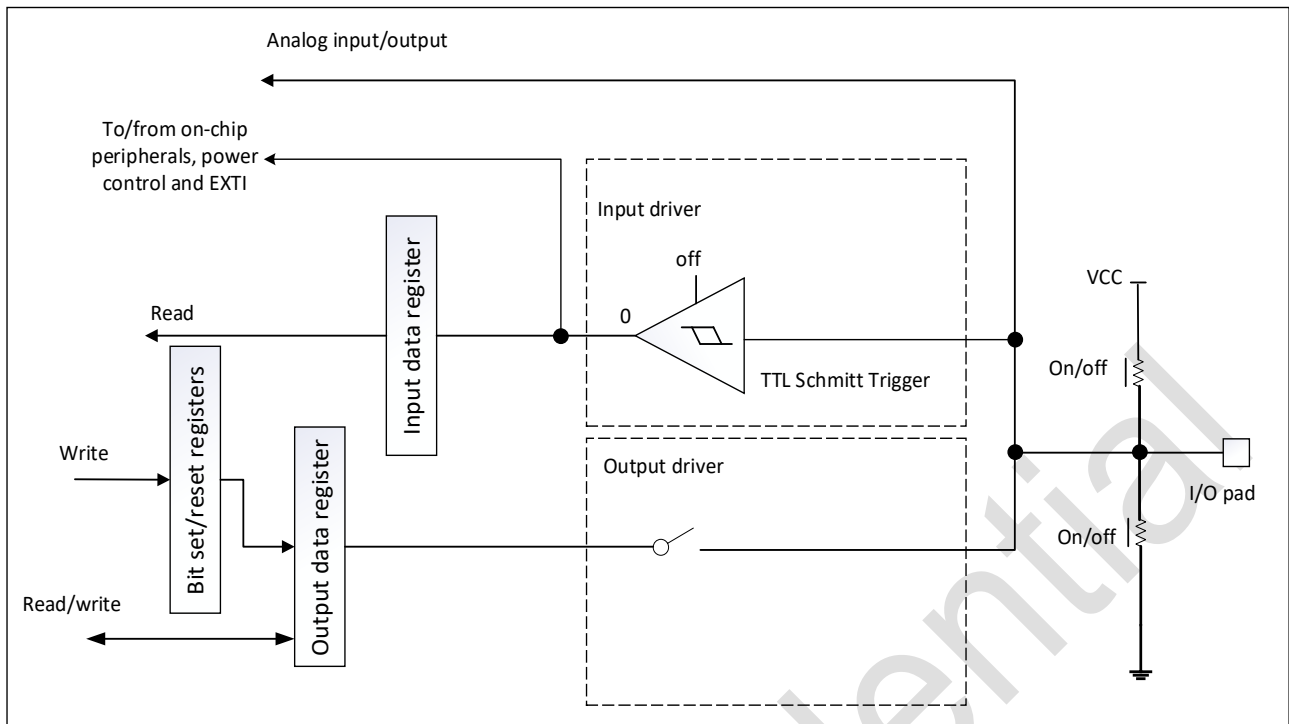 Analog input/output
To/from on-chip
peripherals, power
control and EXTI
Input driver
off
VCC
Input data register
0
Read
On/off
TTL Schmitt Trigger
Bit set/reset registers
Output data register
Write
Output driver
I/O pad
On/off
Read/write